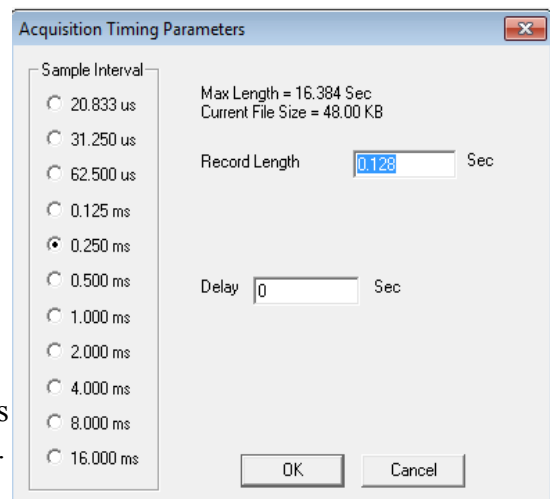 Acquisition Timing Parameters
Sample Interval
20.833 us
31.250 us
62.500 us
0.125 ms
0.250 ms
0.500 ms
1.000 ms
2.000 ms
4.000 ms
8.000 ms
16.000 ms
Max Length = 16.384 Sec
Current File Size = 48.00 KB
Record Length 0.128 Sec
Delay 0 Sec
OK Cancel
s